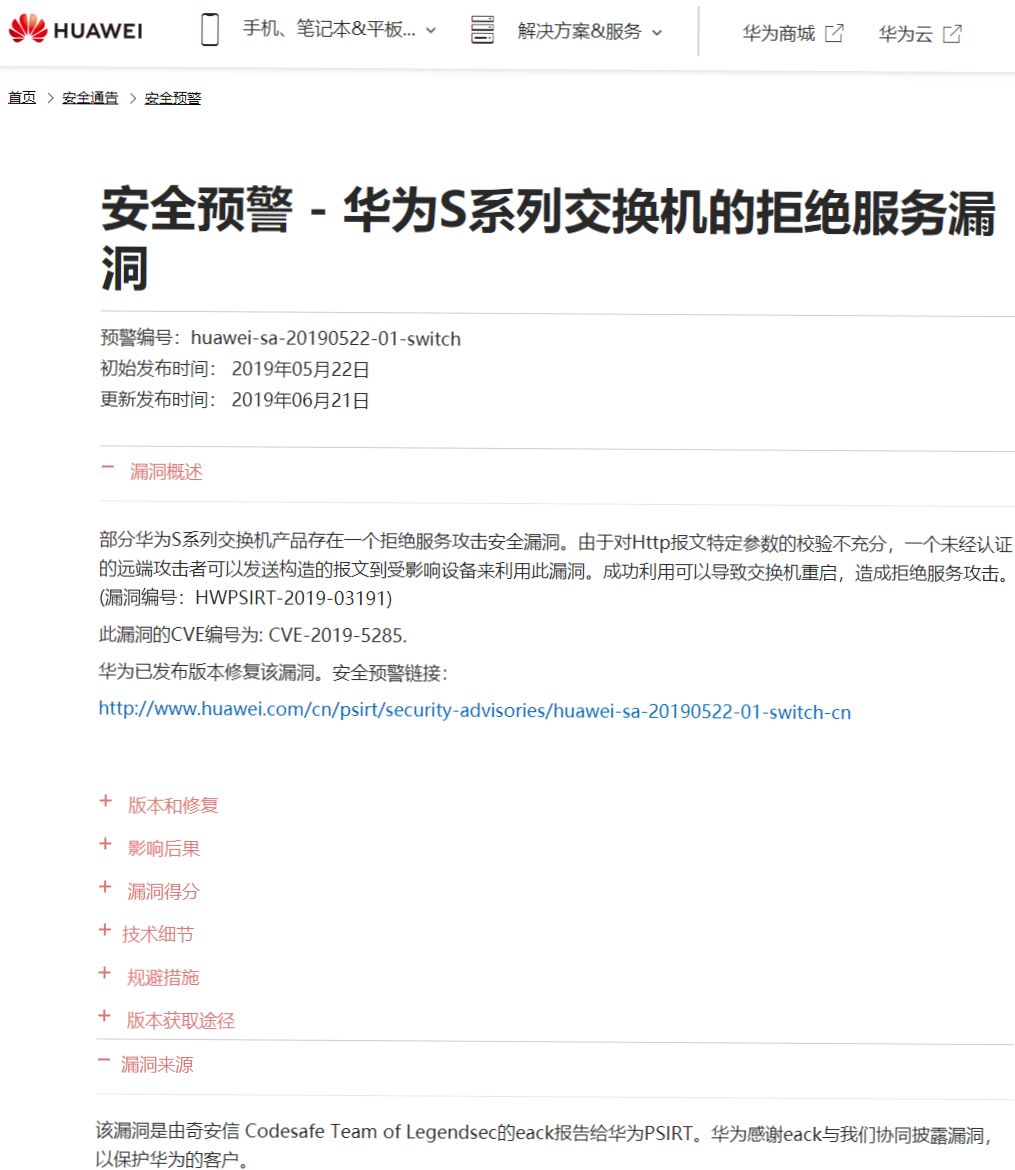 HUAWEI 手机、笔记本&平板... 解决方案&服务 华为商城 华为云
首页 > 安全通告 > 安全预警
安全预警 - 华为S系列交换机的拒绝服务漏
洞
预警编号：huawei-sa-20190522-01-switch
初始发布时间： 2019年05月22日
更新发布时间： 2019年06月21日
− 漏洞概述
部分华为S系列交换机产品存在一个拒绝服务攻击安全漏洞。由于对Http报文特定参数的校验不充分，一个未经认证
的远端攻击者可以发送构造的报文到受影响设备来利用此漏洞。成功利用可以导致交换机重启，造成拒绝服务攻击。
(漏洞编号：HWPSIRT-2019-03191)
此漏洞的CVE编号为: CVE-2019-5285.
华为已发布版本修复该漏洞。安全预警链接：
http://www.huawei.com/cn/psirt/security-advisories/huawei-sa-20190522-01-switch-cn
+ 版本和修复
+ 影响后果
+ 漏洞得分
+ 技术细节
+ 规避措施
+ 版本获取途径
− 漏洞来源
该漏洞是由奇安信 Codesafe Team of Legendsec的eack报告给华为PSIRT。华为感谢eack与我们协同披露漏洞，
以保护华为的客户。